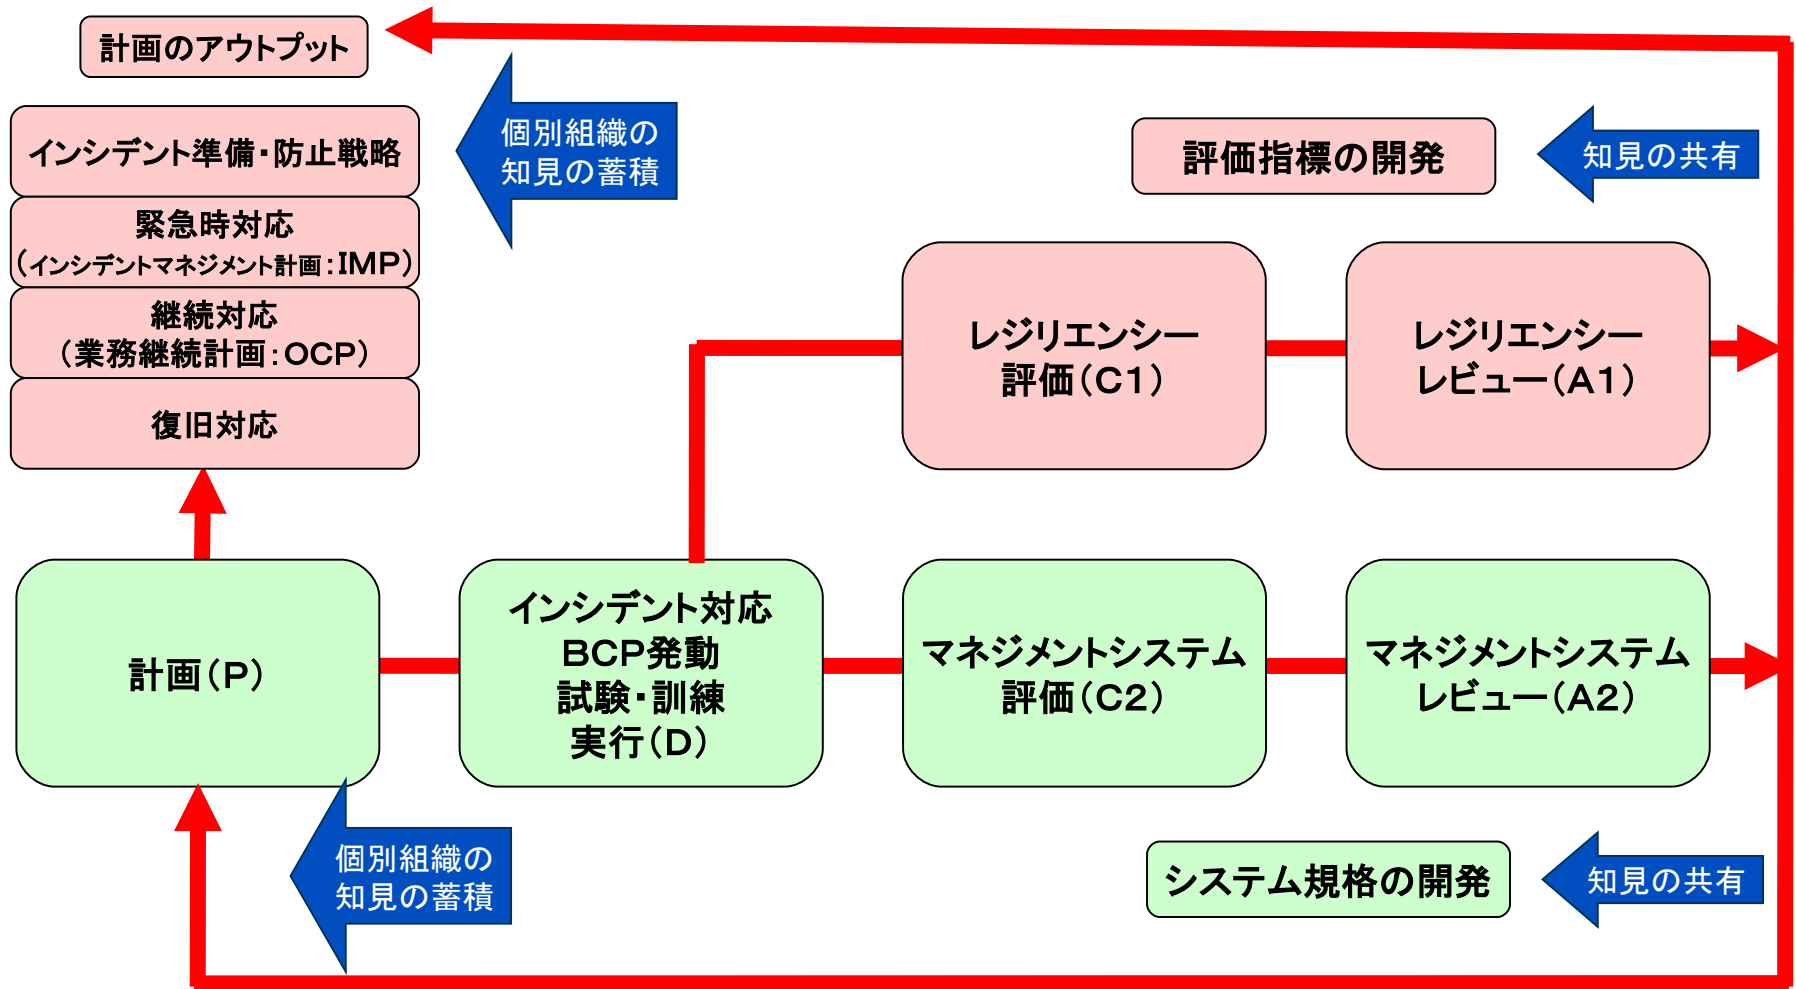 計画のアウトプット
インシデント準備・防止戦略
緊急時対応
（インシデントマネジメント計画：IMP）
継続対応
（業務継続計画：OCP）
復旧対応
個別組織の
知見の蓄積
評価指標の開発
知見の共有
レジリエンシー
評価（C1）
レジリエンシー
レビュー（A1）
計画（P）
インシデント対応
BCP発動
試験・訓練
実行（D）
マネジメントシステム
評価（C2）
マネジメントシステム
レビュー（A2）
個別組織の
知見の蓄積
システム規格の開発
知見の共有